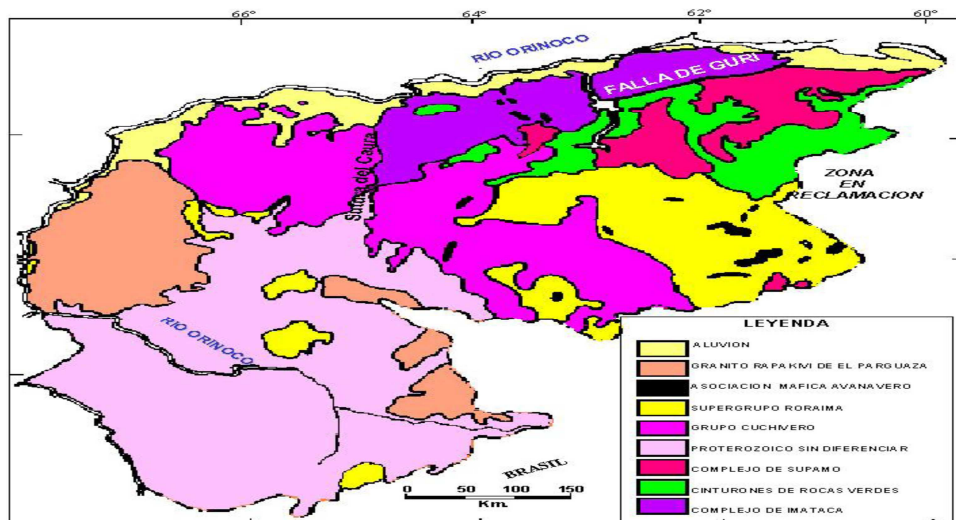 66° 64° 62° 60°
RIO ORINOCO
FALLA DE GURI
Sutura del Caura
ZONA
EN
RECLAMACION
RIO ORINOCO
BRASIL
0 50 100 150
Km.
LEYENDA
ALUVION
GRANITO RAPAKIVI DE EL PARGUAZA
ASOCIACION MAFICA AVANAVERO
SUPERGRUPO RORAIMA
GRUPO CUCHIVERO
PROTEROZOICO SIN DIFERENCIAR
COMPLEJO DE SUPAMO
CINTURONES DE ROCAS VERDES
COMPLEJO DE IMATACA